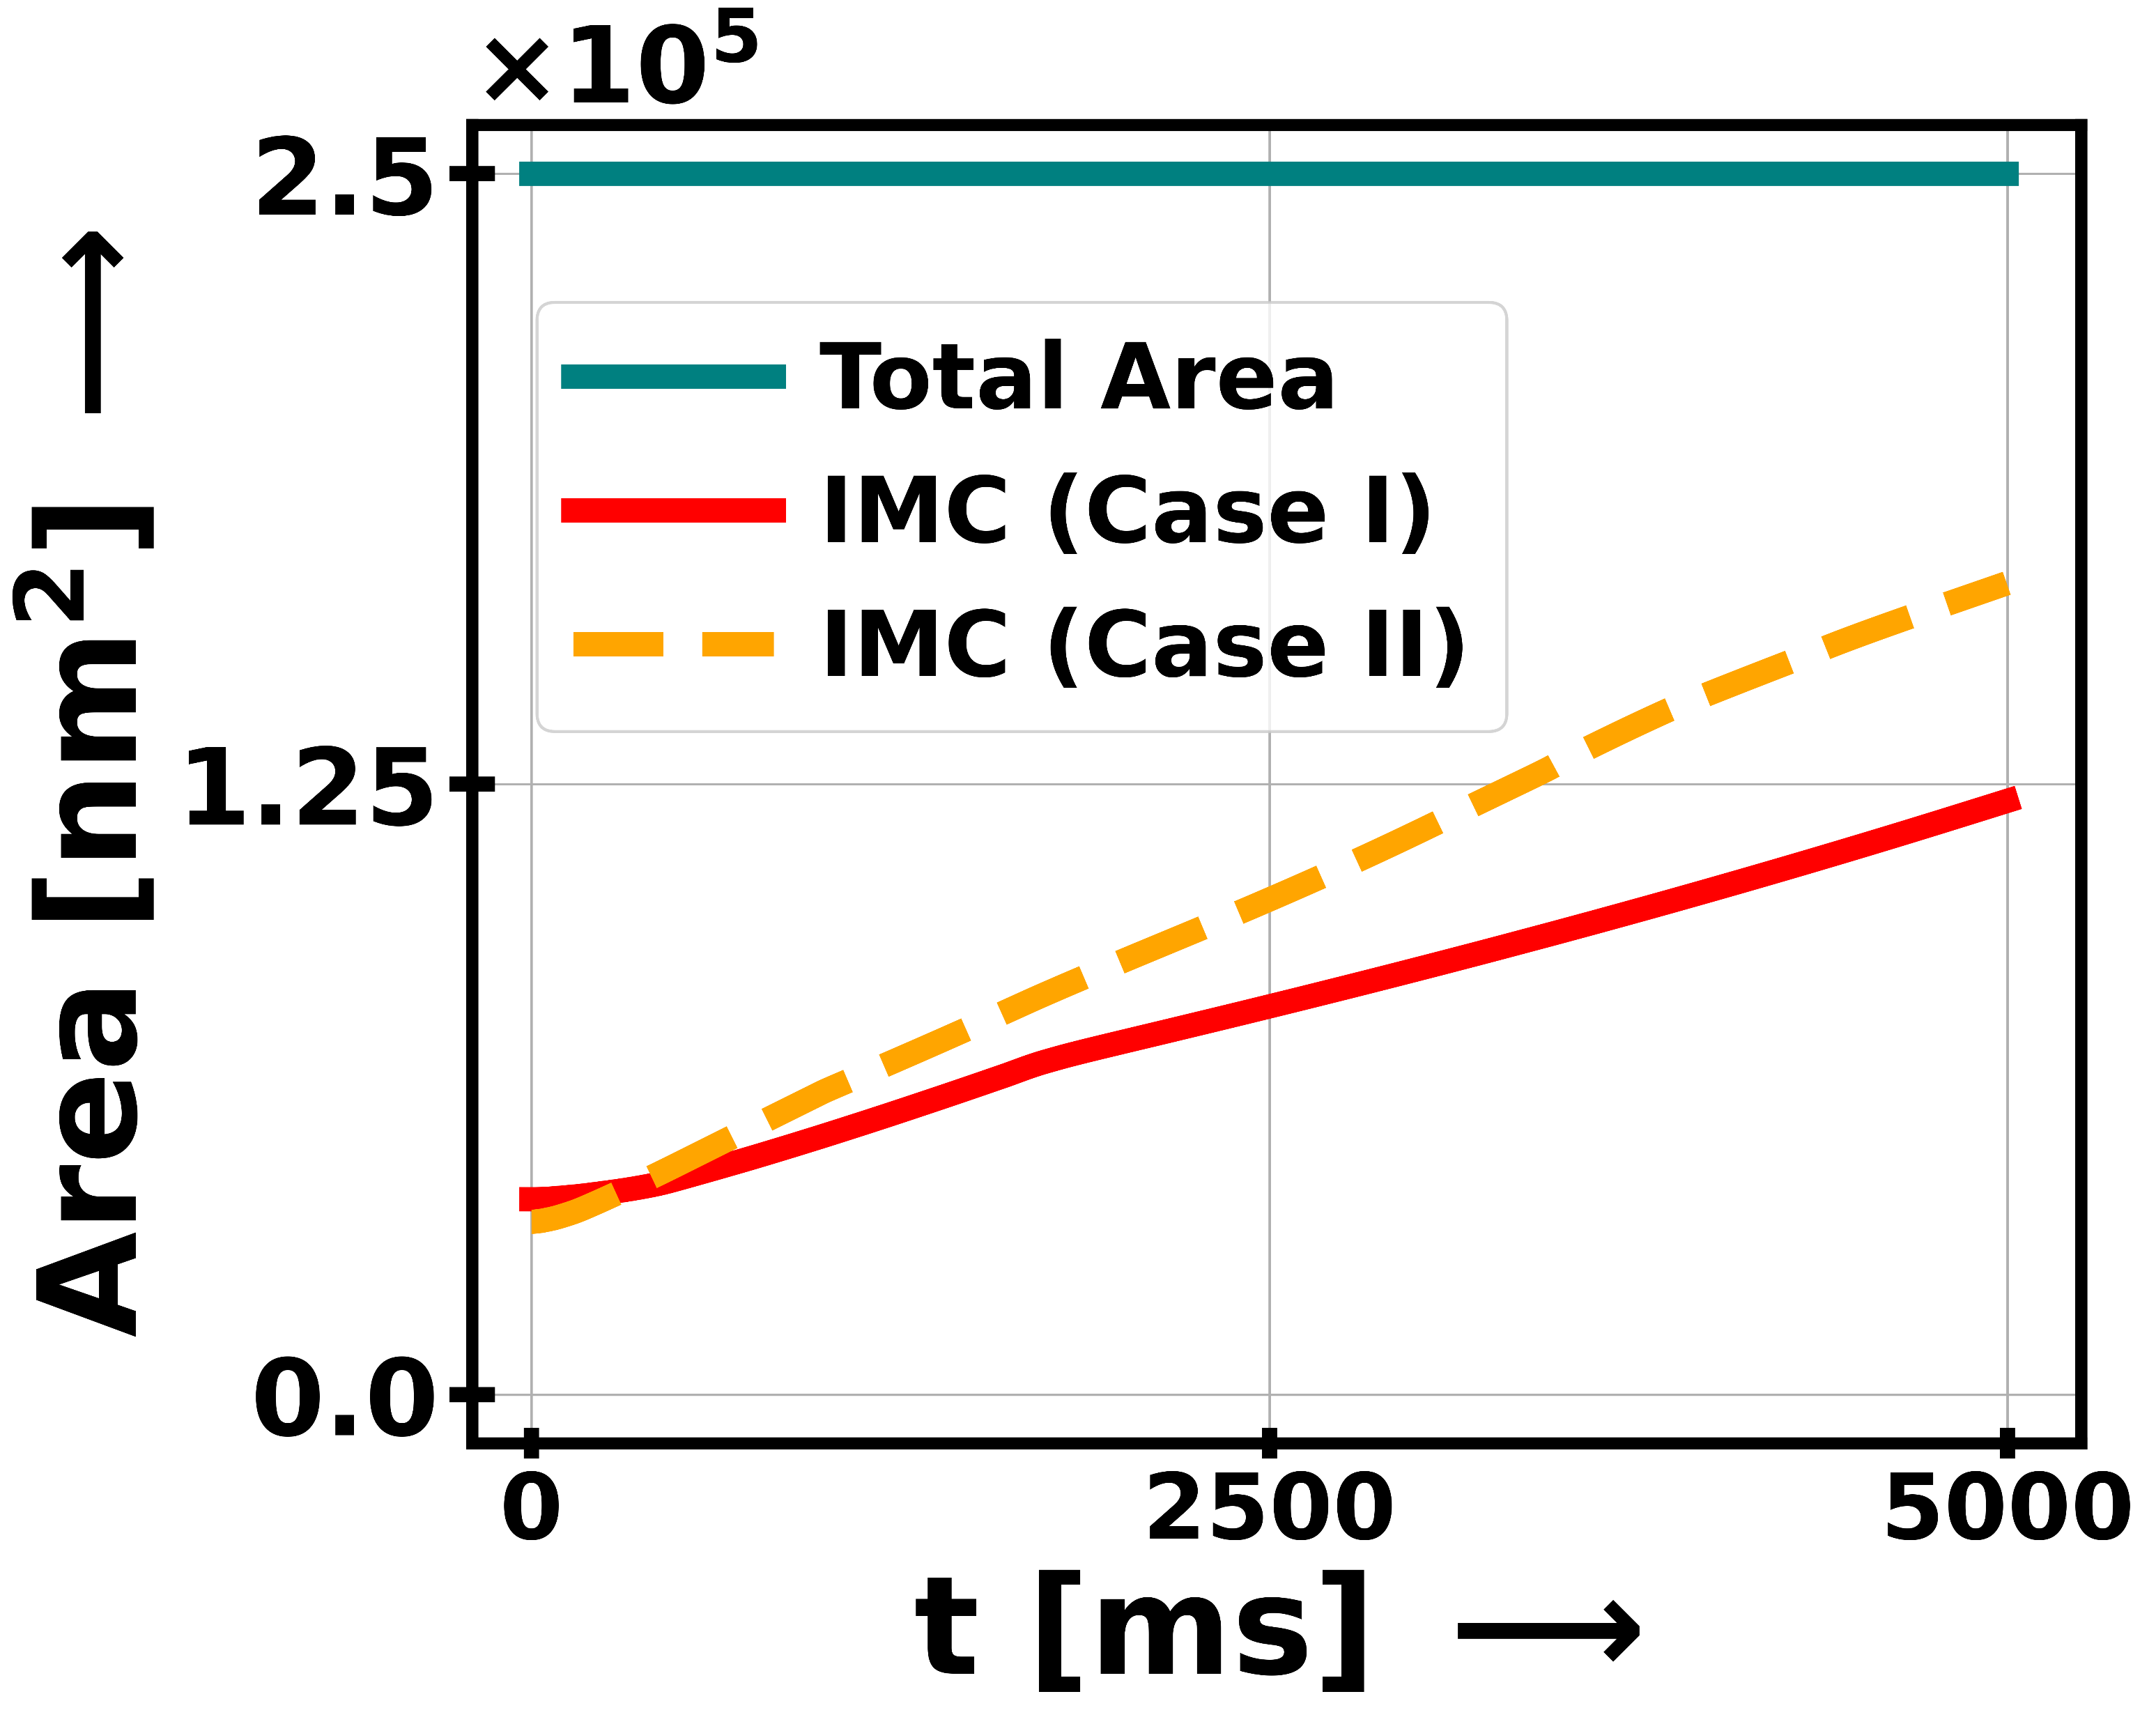 ×10⁵
2.5
1.25
0.0
Area [nm²] ⟶
Total Area
IMC (Case I)
IMC (Case II)
0 2500 5000
t [ms] ⟶